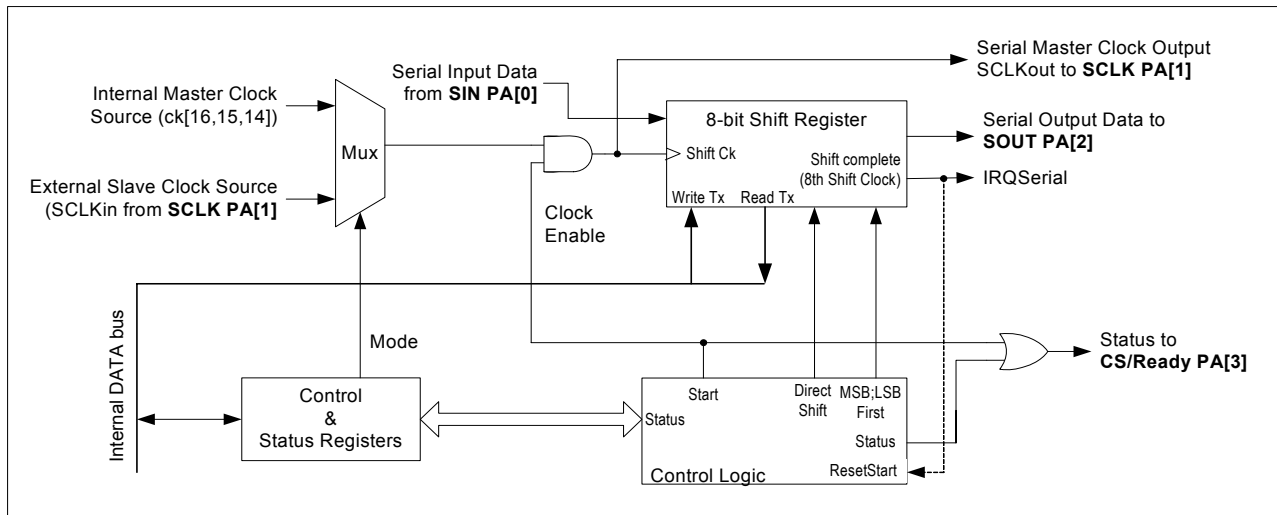 Serial Master Clock Output
SCLKout to SCLK PA[1]
Serial Input Data
from SIN PA[0]
Internal Master Clock
Source (ck[16,15,14])
Mux
8-bit Shift Register
Shift Ck
Shift complete
(8th Shift Clock)
Write Tx
Read Tx
Serial Output Data to
SOUT PA[2]
IRQSerial
External Slave Clock Source
(SCLKin from SCLK PA[1]
Clock
Enable
Internal DATA bus
Mode
Status to
CS/Ready PA[3]
Control
&
Status Registers
Start
Direct
Shift
MSB;LSB
First
Status
Status
ResetStart
Control Logic